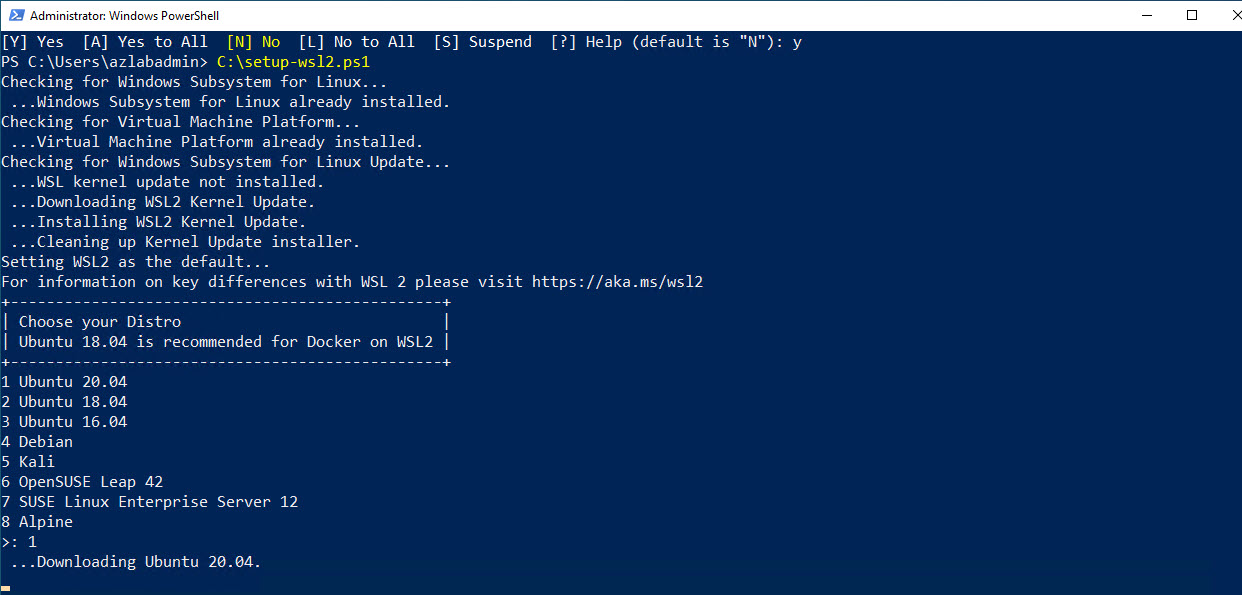 Administrator: Windows PowerShell
[Y] Yes  [A] Yes to All  [N] No  [L] No to All  [S] Suspend  [?] Help (default is "N"): y
PS C:\Users\azlabadmin> C:\setup-wsl2.ps1
Checking for Windows Subsystem for Linux...
 ...Windows Subsystem for Linux already installed.
Checking for Virtual Machine Platform...
 ...Virtual Machine Platform already installed.
Checking for Windows Subsystem for Linux Update...
 ...WSL kernel update not installed.
 ...Downloading WSL2 Kernel Update.
 ...Installing WSL2 Kernel Update.
 ...Cleaning up Kernel Update installer.
Setting WSL2 as the default...
For information on key differences with WSL 2 please visit https://aka.ms/wsl2
+------------------------------------------------+
| Choose your Distro                             |
| Ubuntu 18.04 is recommended for Docker on WSL2 |
+------------------------------------------------+
1 Ubuntu 20.04
2 Ubuntu 18.04
3 Ubuntu 16.04
4 Debian
5 Kali
6 OpenSUSE Leap 42
7 SUSE Linux Enterprise Server 12
8 Alpine
>: 1
 ...Downloading Ubuntu 20.04.